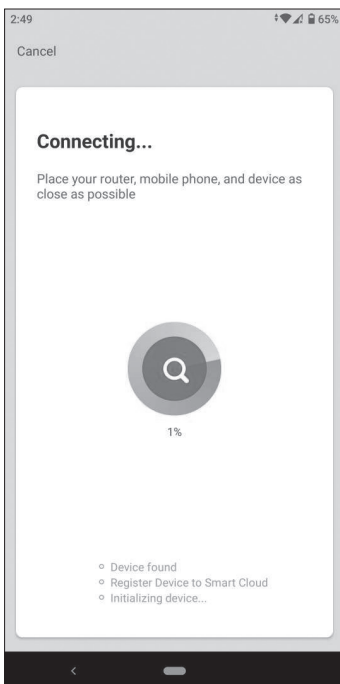 2:49
65%
Cancel
Connecting...
Place your router, mobile phone, and device as
close as possible
1%
Device found
Register Device to Smart Cloud
Initializing device...